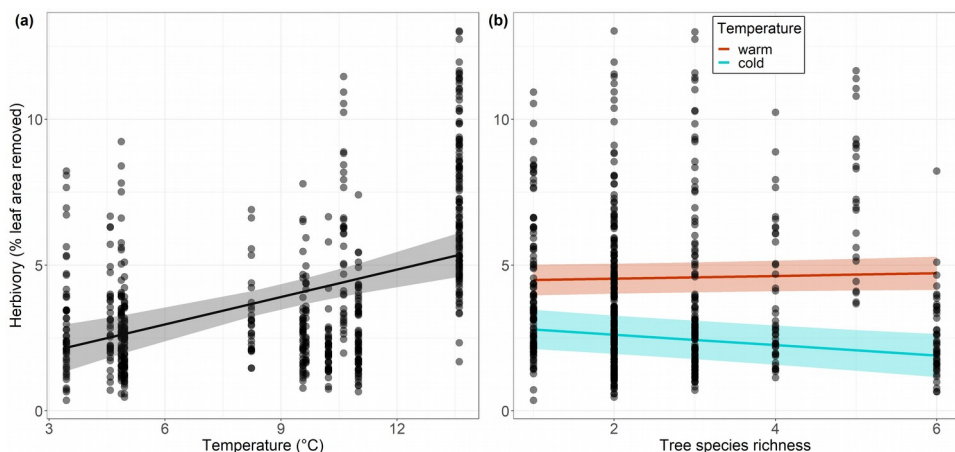 (a)
Herbivory (% leaf area removed)
10
5
0
3
6
9
12
Temperature (°C)
(b)
Temperature
warm
cold
10
5
0
2
4
6
Tree species richness